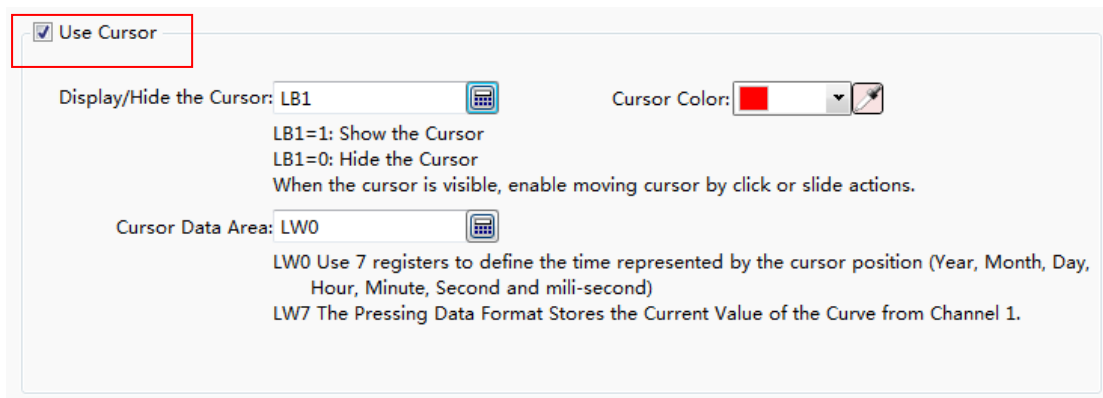 Use Cursor
Display/Hide the Cursor: LB1 Cursor Color:
LB1=1: Show the Cursor
LB1=0: Hide the Cursor
When the cursor is visible, enable moving cursor by click or slide actions.
Cursor Data Area: LW0
LW0 Use 7 registers to define the time represented by the cursor position (Year, Month, Day,
Hour, Minute, Second and mili-second)
LW7 The Pressing Data Format Stores the Current Value of the Curve from Channel 1.